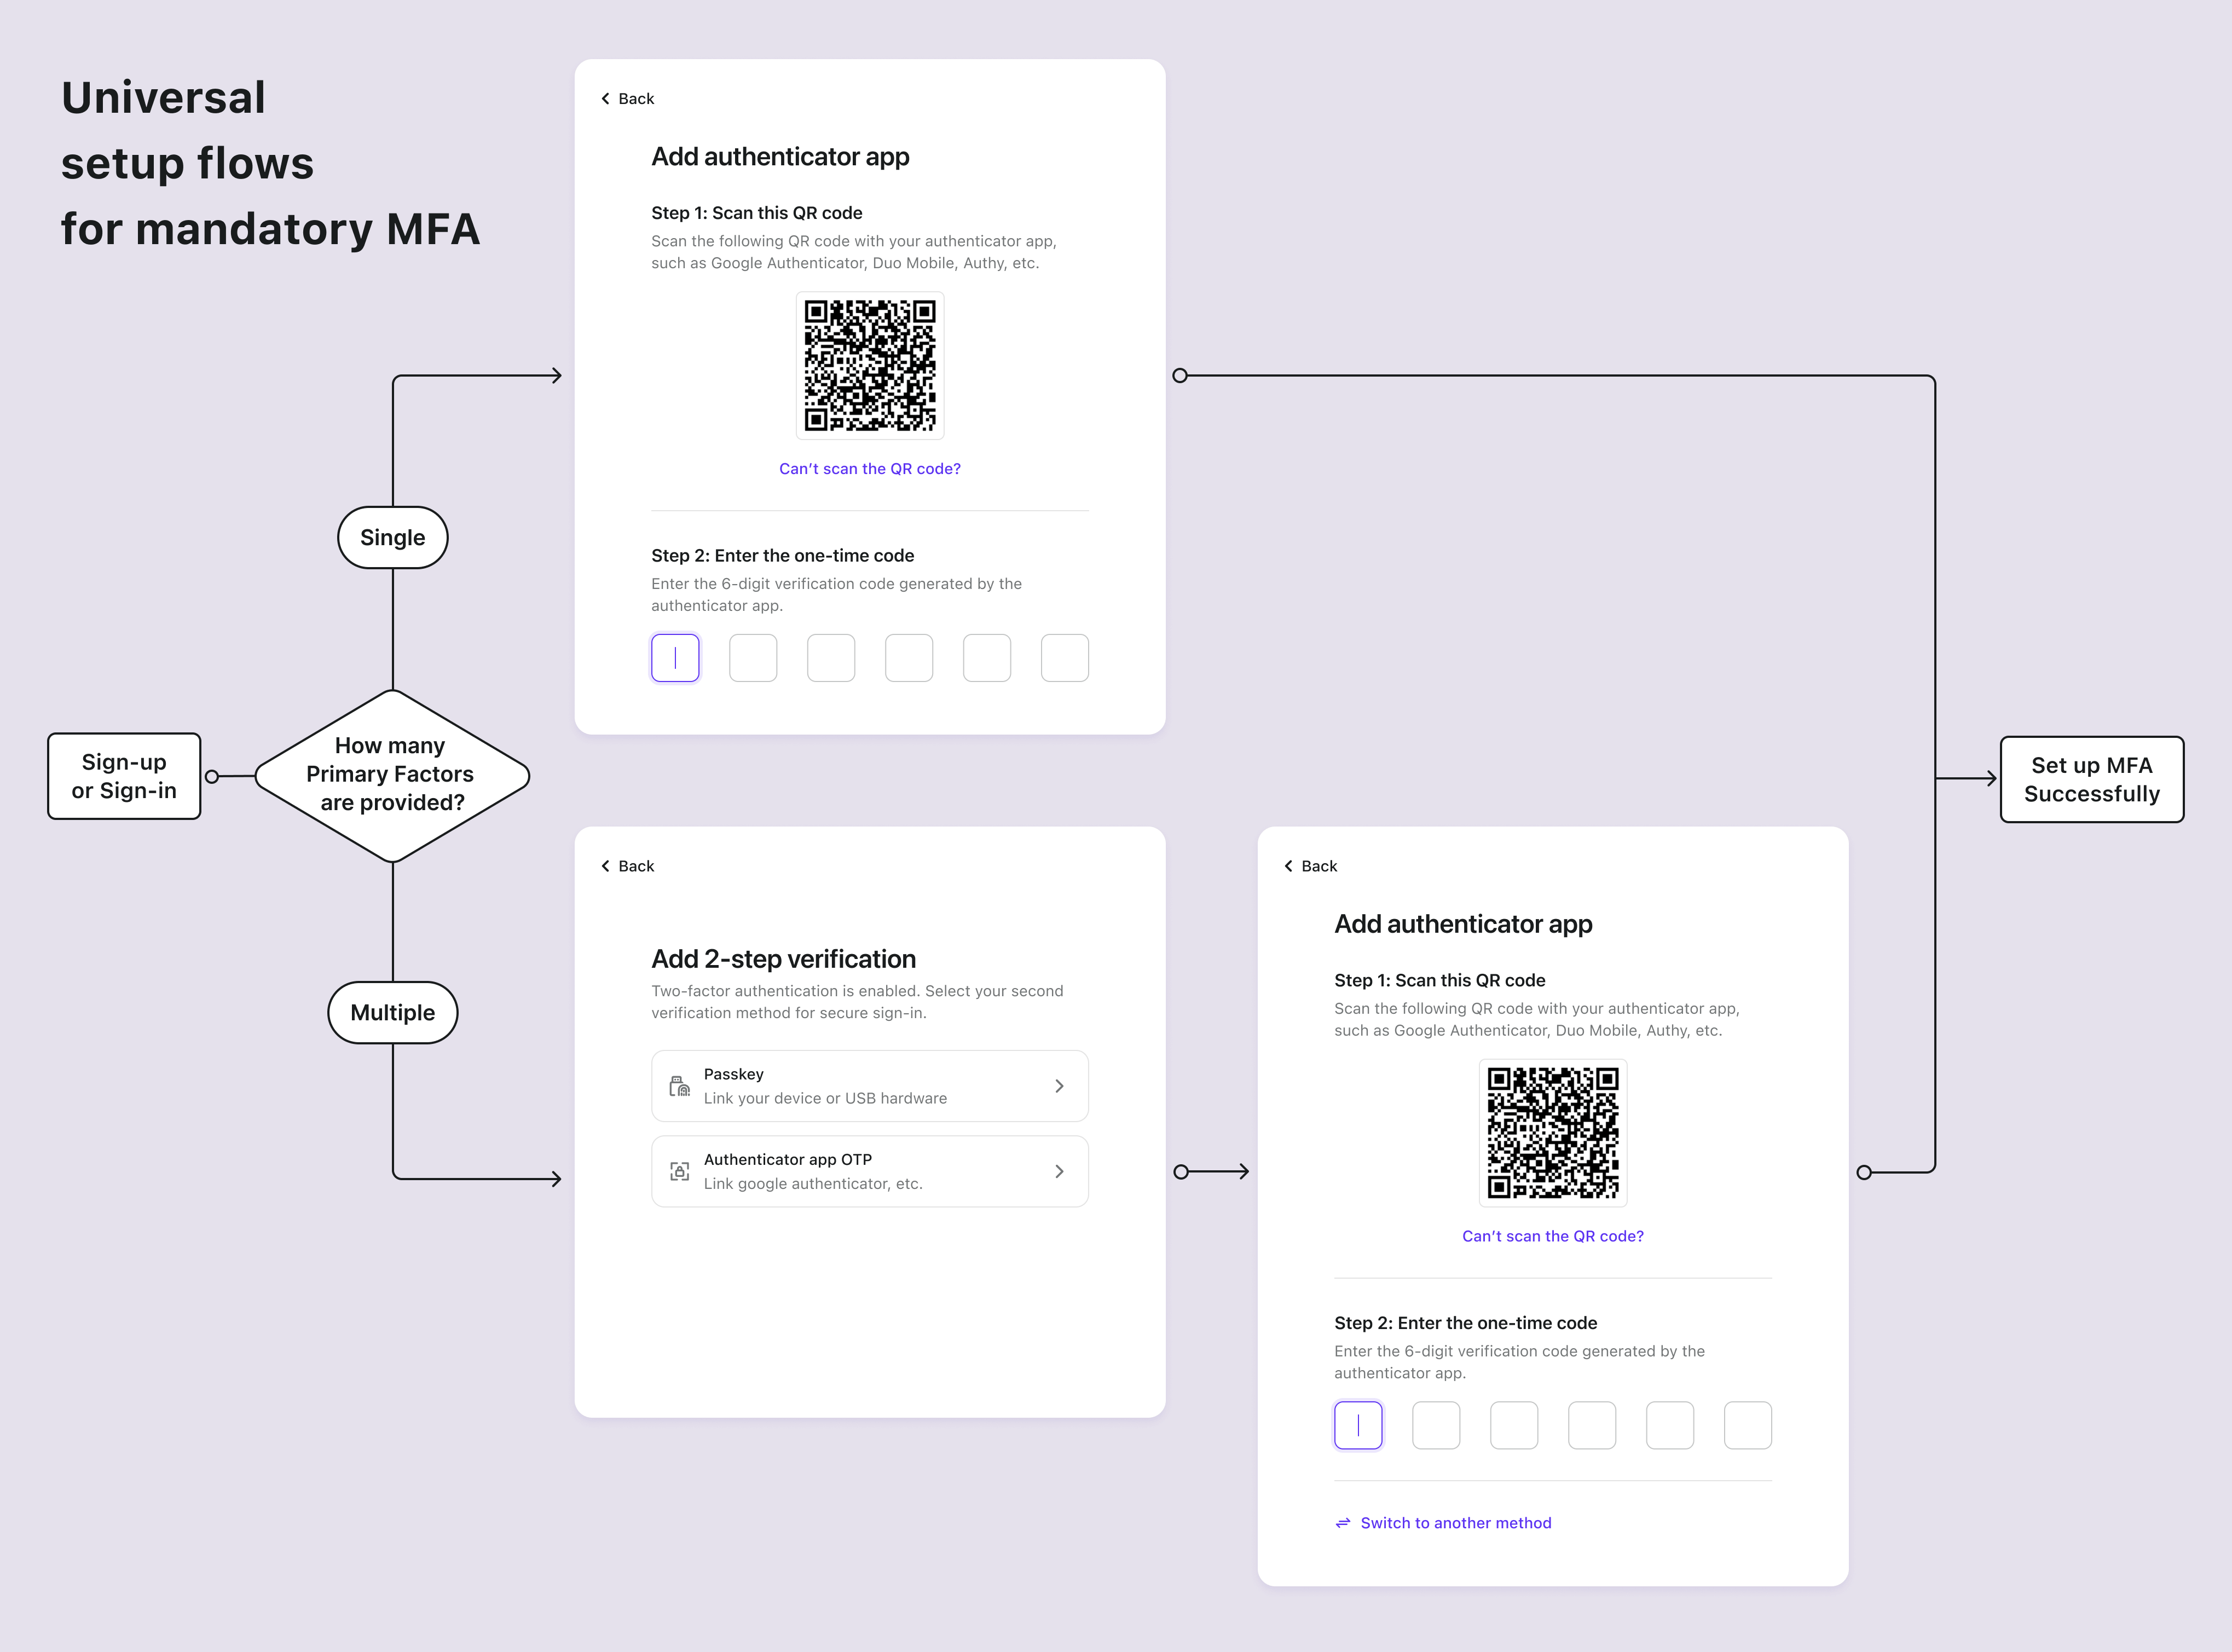 Universal
setup flows
for mandatory MFA
Sign-up
or Sign-in
How many
Primary Factors
are provided?
Single
Multiple
Back
Add authenticator app
Step 1: Scan this QR code
Scan the following QR code with your authenticator app,
such as Google Authenticator, Duo Mobile, Authy, etc.
Can’t scan the QR code?
Step 2: Enter the one-time code
Enter the 6-digit verification code generated by the
authenticator app.
Back
Add 2-step verification
Two-factor authentication is enabled. Select your second
verification method for secure sign-in.
Passkey
Link your device or USB hardware
Authenticator app OTP
Link google authenticator, etc.
Back
Add authenticator app
Step 1: Scan this QR code
Scan the following QR code with your authenticator app,
such as Google Authenticator, Duo Mobile, Authy, etc.
Can’t scan the QR code?
Step 2: Enter the one-time code
Enter the 6-digit verification code generated by the
authenticator app.
Switch to another method
Set up MFA
Successfully